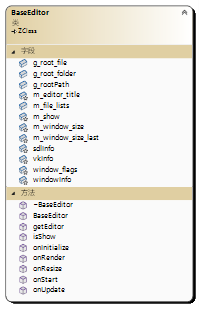 BaseEditor
类
ZClass
字段
g_root_file
g_root_folder
g_rootPath
m_editor_title
m_file_lists
m_show
m_window_size
m_window_size_last
sdlInfo
vkInfo
window_flags
windowInfo
方法
~BaseEditor
BaseEditor
getEditor
isShow
onInitialize
onRender
onResize
onStart
onUpdate